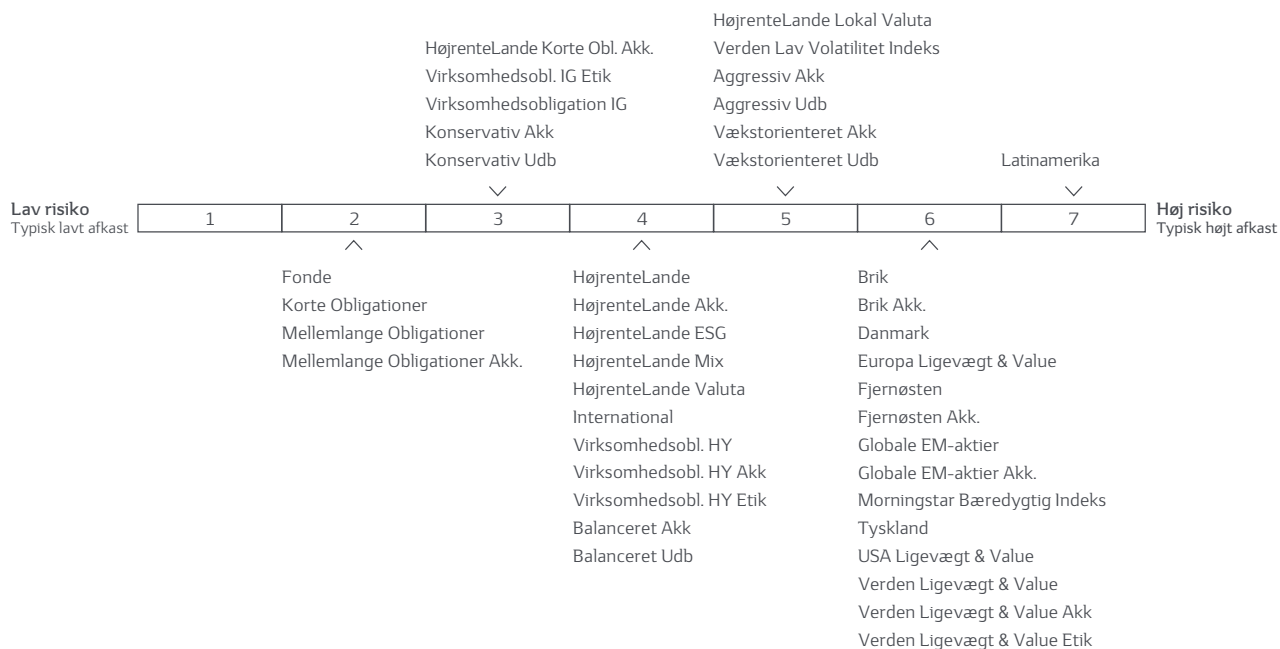 HøjrenteLande Korte Obl. Akk.
Virksomhedsobl. IG Etik
Virksomhedsobligation IG
Konservativ Akk
Konservativ Udb
HøjrenteLande Lokal Valuta
Verden Lav Volatilitet Indeks
Aggressiv Akk
Aggressiv Udb
Vækstorienteret Akk
Vækstorienteret Udb
Latinamerika
Lav risiko
Typisk lavt afkast
1 2 3 4 5 6 7
Høj risiko
Typisk højt afkast
Fonde
Korte Obligationer
Mellemlange Obligationer
Mellemlange Obligationer Akk.
HøjrenteLande
HøjrenteLande Akk.
HøjrenteLande ESG
HøjrenteLande Mix
HøjrenteLande Valuta
International
Virksomhedsobl. HY
Virksomhedsobl. HY Akk
Virksomhedsobl. HY Etik
Balanceret Akk
Balanceret Udb
Brik
Brik Akk.
Danmark
Europa Ligevægt & Value
Fjernøsten
Fjernøsten Akk.
Globale EM-aktier
Globale EM-aktier Akk.
Morningstar Bæredygtig Indeks
Tyskland
USA Ligevægt & Value
Verden Ligevægt & Value
Verden Ligevægt & Value Akk
Verden Ligevægt & Value Etik